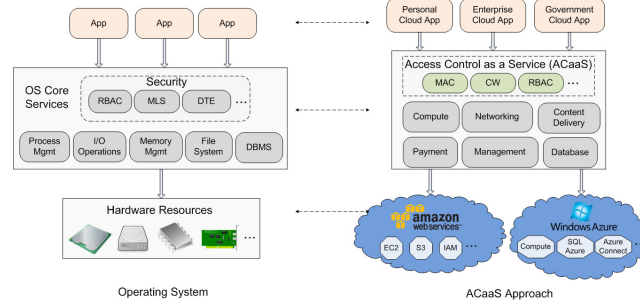 App
App
App
OS Core
Services
Security
RBAC
MLS
DTE
...
Process
Mgmt
I/O
Operations
Memory
Mgmt
File
System
DBMS
Hardware Resources
...
Operating System
Personal
Cloud App
Enterprise
Cloud App
Government
Cloud App
Access Control as a Service (ACaaS)
MAC
CW
RBAC
...
Compute
Networking
Content
Delivery
Payment
Management
Database
amazon
webservices™
EC2
S3
IAM
...
Windows Azure™
Compute
SQL
Azure
Azure
Connect
...
ACaaS Approach